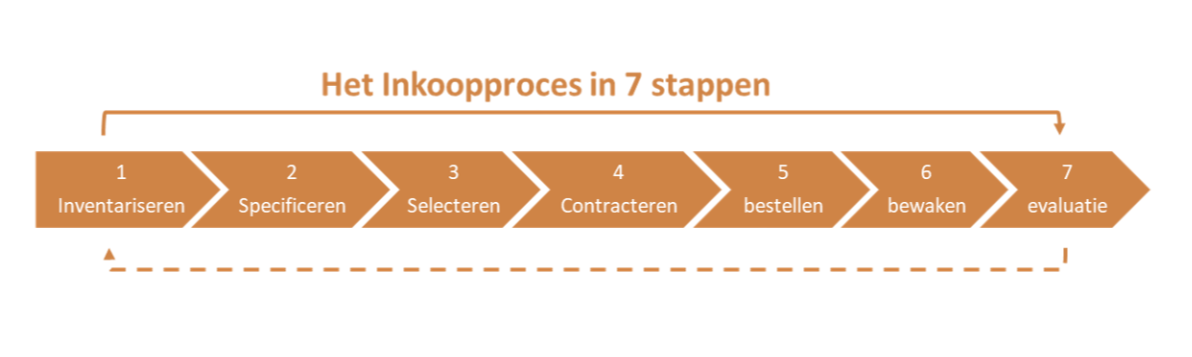 Het Inkoopproces in 7 stappen
1
Inventariseren
2
Specificeren
3
Selecteren
4
Contracteren
5
bestellen
6
bewaken
7
evaluatie